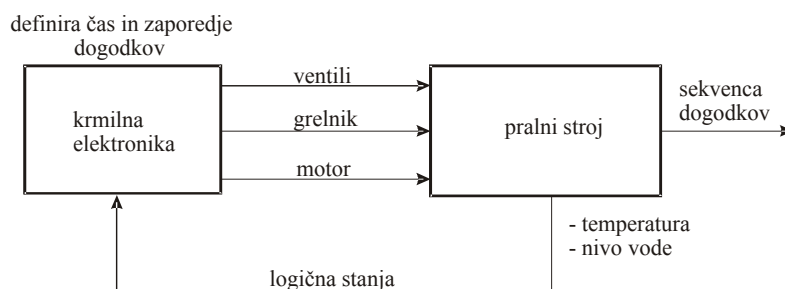 definira čas in zaporedje
dogodkov
krmilna
elektronika
ventili
grelnik
motor
pralni stroj
sekvenca
dogodkov
- temperatura
- nivo vode
logična stanja